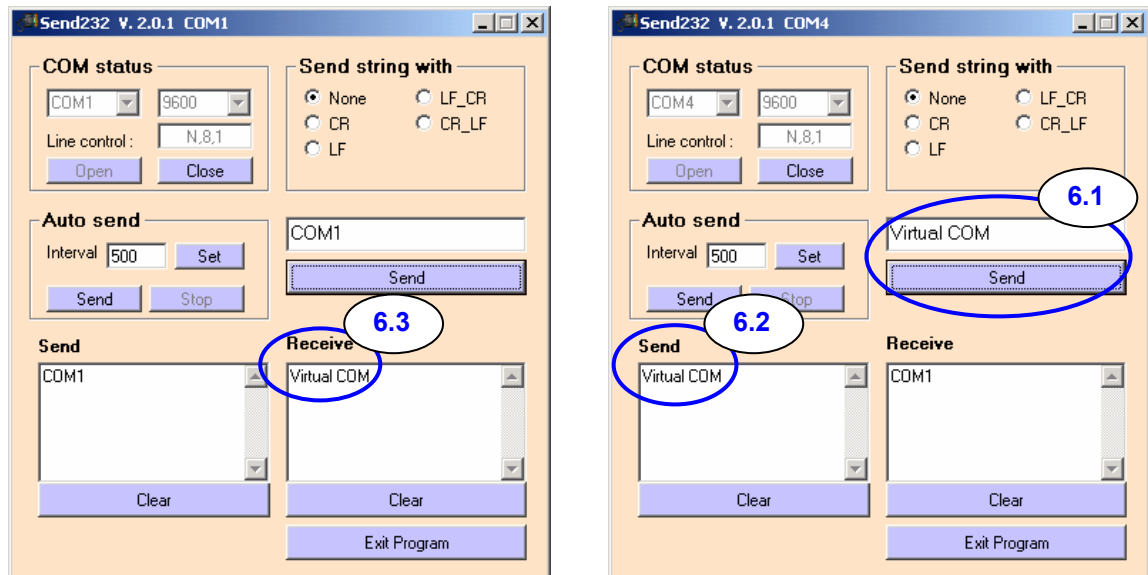 Send232 V. 2.0.1 COM1
COM status
COM1 9600
Line control : N,8,1
Open Close
Send string with
None LF_CR
CR CR_LF
LF
Auto send
Interval 500 Set
Send Stop
COM1
Send
6.3
Send
COM1
Clear
Receive
Virtual COM
Clear
Exit Program
Send232 V. 2.0.1 COM4
COM status
COM4 9600
Line control : N,8,1
Open Close
Send string with
None LF_CR
CR CR_LF
LF
6.1
Auto send
Interval 500 Set
Send Stop
Virtual COM
Send
6.2
Send
Virtual COM
Clear
Receive
COM1
Clear
Exit Program